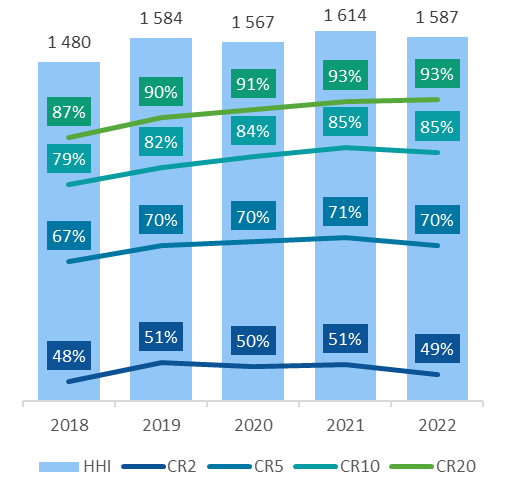 1 480 1 584 1 567 1 614 1 587
87% 90% 91% 93% 93%
79% 82% 84% 85% 85%
67% 70% 70% 71% 70%
48% 51% 50% 51% 49%
2018 2019 2020 2021 2022
HHI CR2 CR5 CR10 CR20